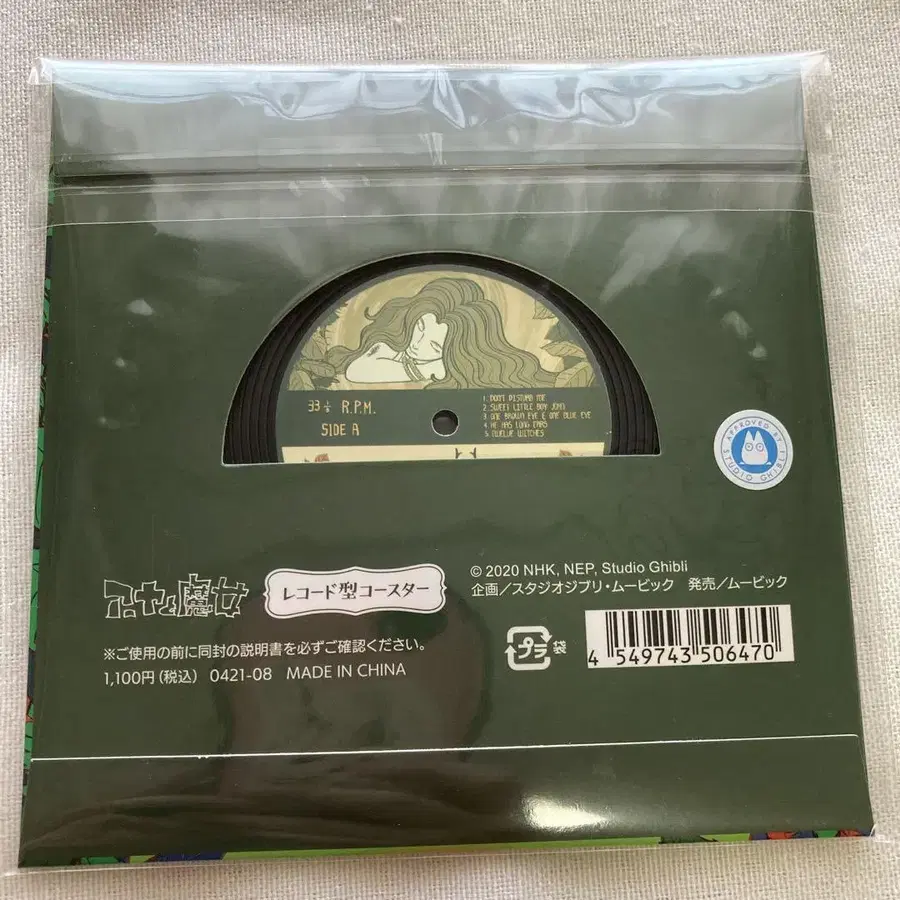 33 1/3 R.P.M.
SIDE A
1. DON'T DISTURB ME
2. SWEET LITTLE BOY JOHN
3. ONE BROWN EYE & ONE BLUE EYE
4. HE HAS LONG EARS
5. TWELVE WITCHES
APPROVED BY STUDIO GHIBLI
アーヤと魔女
レコード型コースター
© 2020 NHK, NEP, Studio Ghibli
企画/スタジオジブリ・ムービック 発売/ムービック
※ご使用の前に同封の説明書を必ずご確認ください。
1,100円(税込) 0421-08 MADE IN CHINA
プラ 袋
4 549743 506470